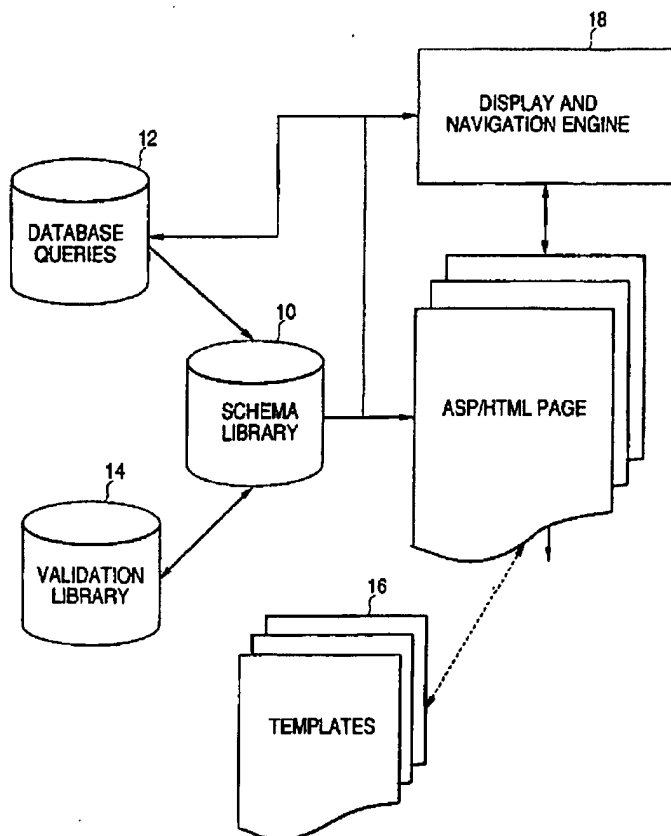 18
DISPLAY AND
NAVIGATION ENGINE
12
DATABASE
QUERIES
10
SCHEMA
LIBRARY
ASP/HTML PAGE
14
VALIDATION
LIBRARY
16
TEMPLATES